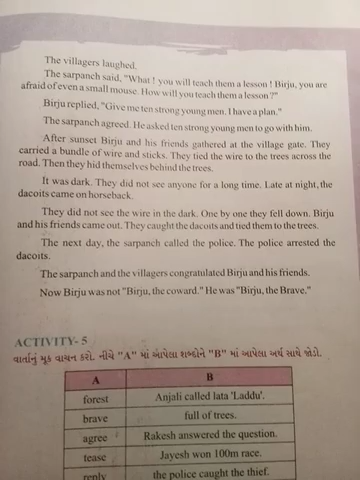 The villagers laughed.
The sarpanch said, "What ! you will teach them a lesson ! Birju, you are
afraid of even a small mouse. How will you teach them a lesson ?"
Birju replied, "Give me ten strong young men. I have a plan."
The sarpanch agreed. He asked ten strong young men to go with him.
After sunset Birju and his friends gathered at the village gate. They
carried a bundle of wire and sticks. They tied the wire to the trees across the
road. Then they hid themselves behind the trees.
It was dark. They did not see anyone for a long time. Late at night, the
dacoits came on horseback.
They did not see the wire in the dark. One by one they fell down. Birju
and his friends came out. They caught the dacoits and tied them to the trees.
The next day, the sarpanch called the police. The police arrested the
dacoits.
The sarpanch and the villagers congratulated Birju and his friends.
Now Birju was not "Birju, the coward." He was "Birju, the Brave."
ACTIVITY- 5
વાર્તાનું મૂક વાચન કરો. નીચે "A" માં આપેલા શબ્દોને "B" માં આપેલા અર્થ સાથે જોડો.
A B
forest Anjali called lata 'Laddu'.
brave full of trees.
agree Rakesh answered the question.
tease Jayesh won 100m race.
reply the police caught the thief.